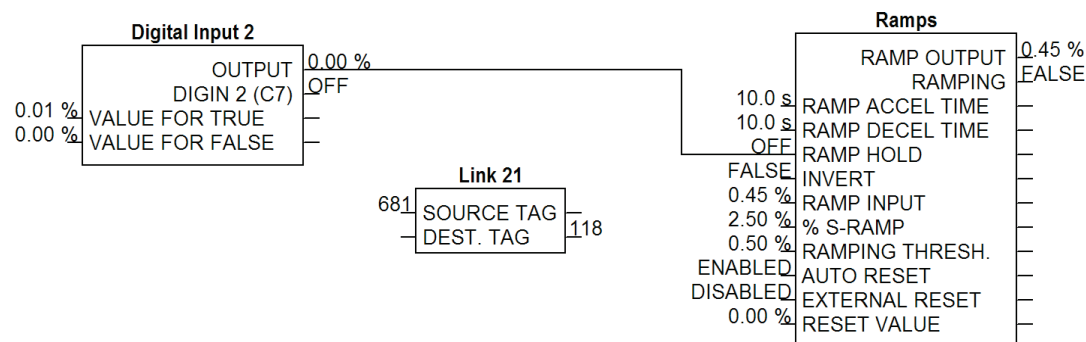 Digital Input 2
OUTPUT 0.00 %
DIGIN 2 (C7) OFF
0.01 % VALUE FOR TRUE
0.00 % VALUE FOR FALSE
Link 21
681 SOURCE TAG
DEST. TAG 118
Ramps
RAMP OUTPUT 0.45 %
RAMPING FALSE
10.0 s RAMP ACCEL TIME
10.0 s RAMP DECEL TIME
OFF RAMP HOLD
FALSE INVERT
0.45 % RAMP INPUT
2.50 % % S-RAMP
0.50 % RAMPING THRESH.
ENABLED AUTO RESET
DISABLED EXTERNAL RESET
0.00 % RESET VALUE